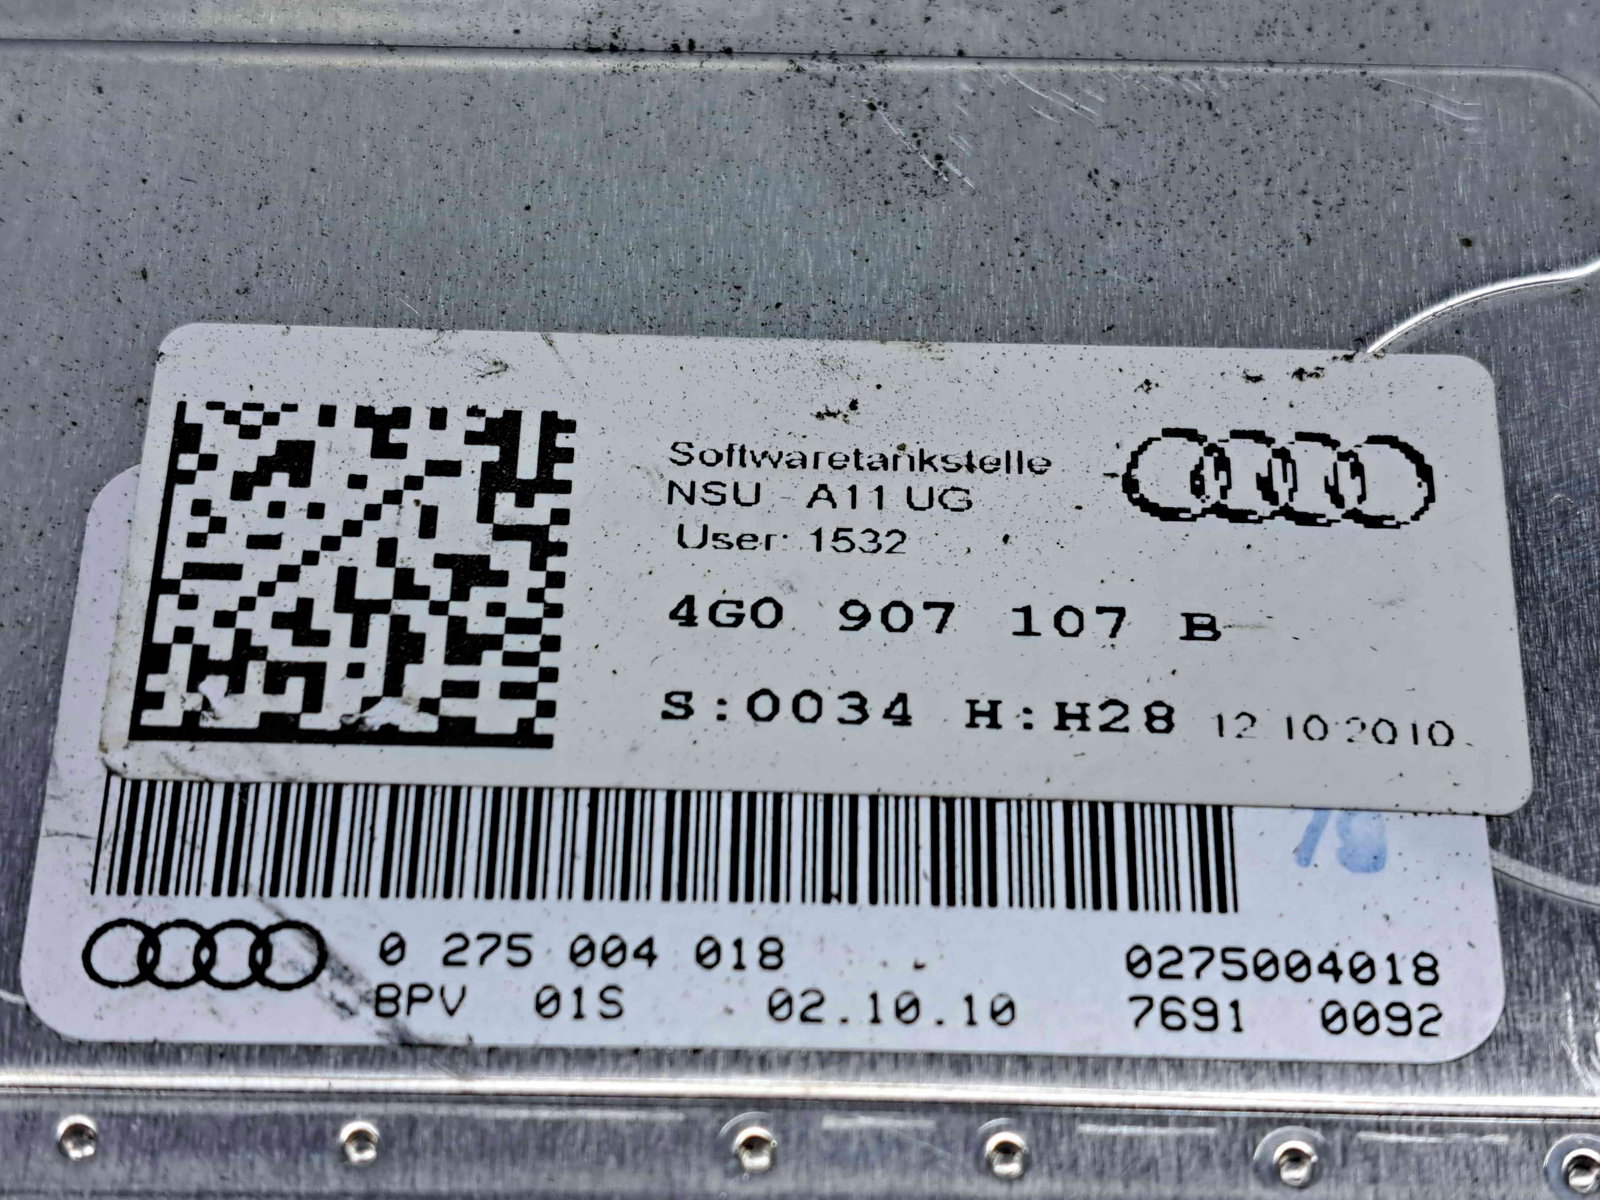 Softwaretankstelle
NSU - A11 UG
User: 1532
4G0 907 107 B
S:0034 H:H28 12.10.2010
18
0 275 004 018 0275004018
BPV 01S 02.10.10 7691 0092